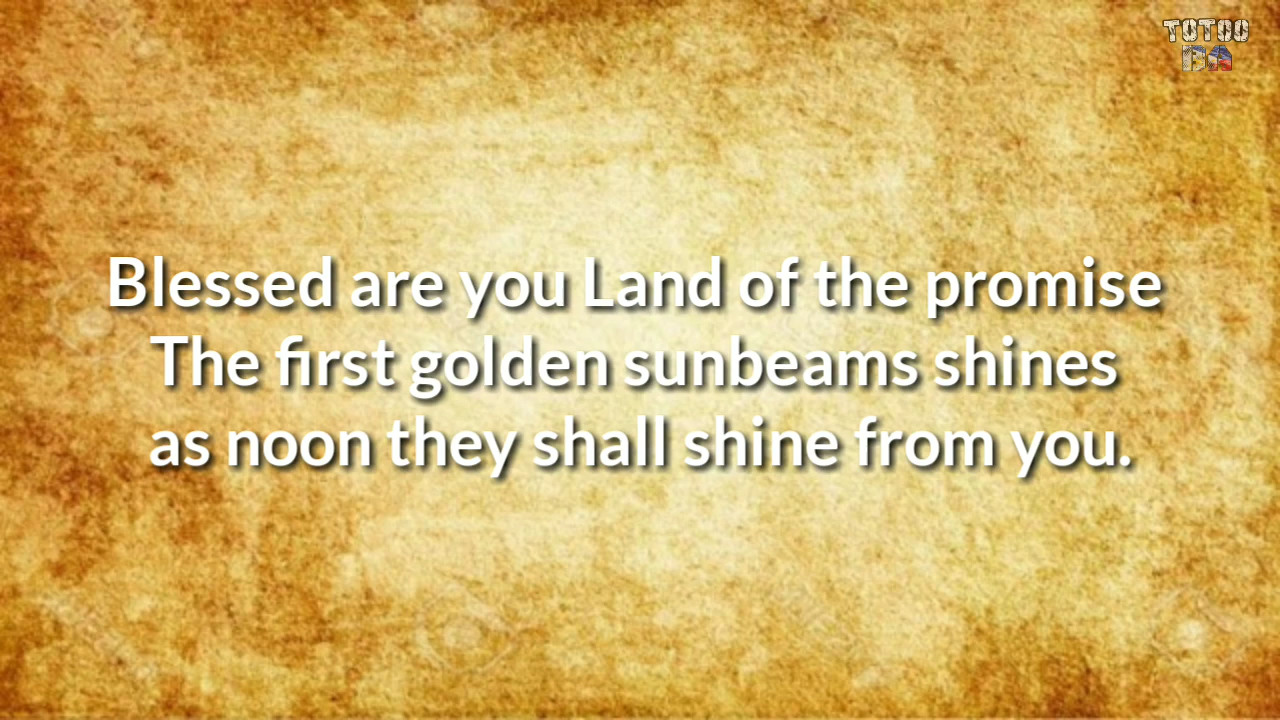 TOTOO
BA
Blessed are you Land of the promise
The first golden sunbeams shines
as noon they shall shine from you.